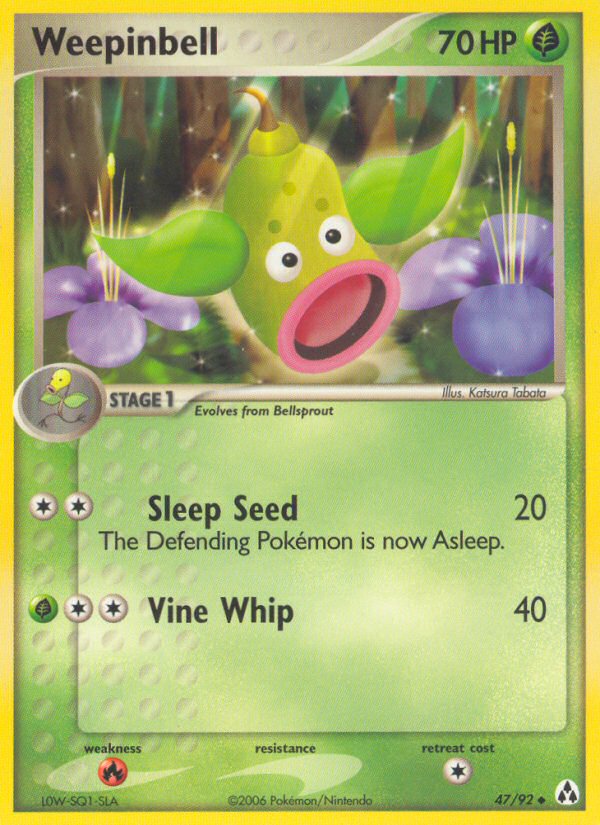 Weepinbell
70 HP
Illus. Katsura Tabata
STAGE 1
Evolves from Bellsprout
Sleep Seed 20
The Defending Pokémon is now Asleep.
Vine Whip 40
weakness resistance retreat cost
L0W-SQ1-SLA ©2006 Pokémon/Nintendo 47/92